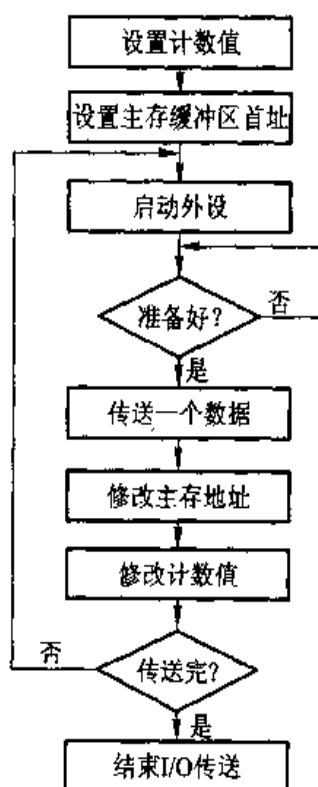 设置计数值
设置主存缓冲区首址
启动外设
准备好?
否
是
传送一个数据
修改主存地址
修改计数值
否
传送完?
是
结束I/O传送